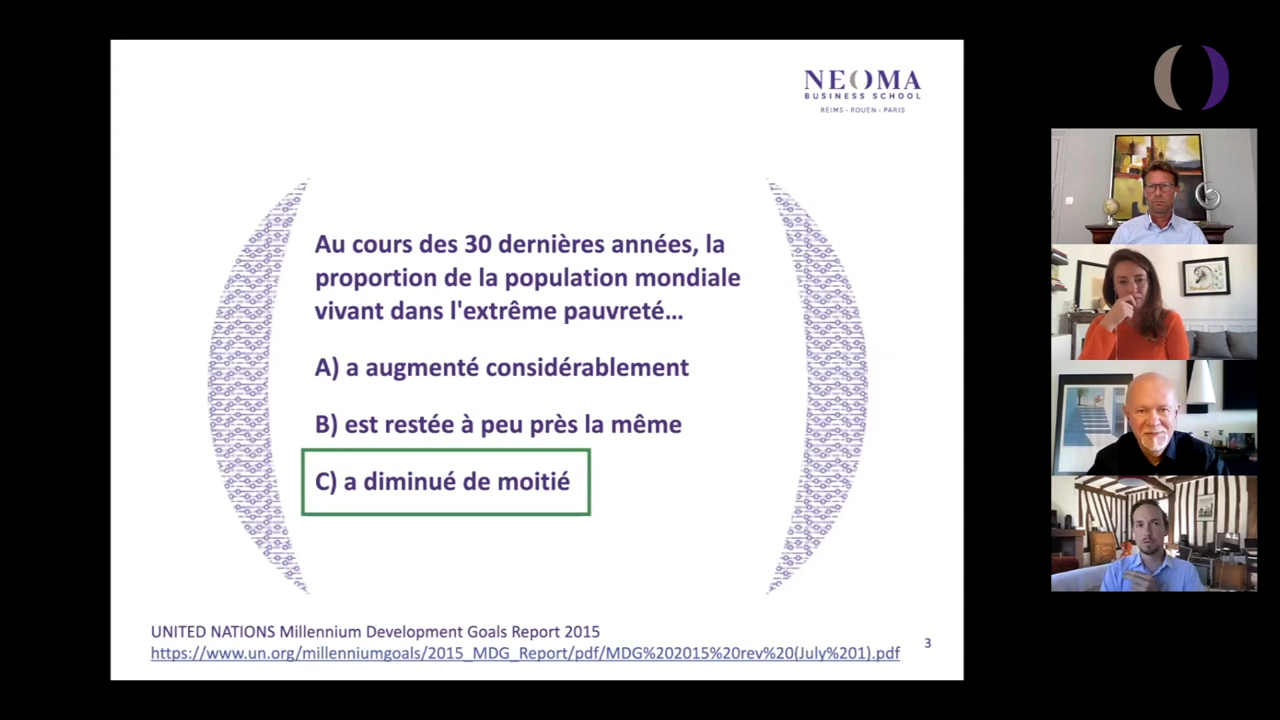 NEOMA
BUSINESS SCHOOL
REIMS - ROUEN - PARIS
Au cours des 30 dernières années, la
proportion de la population mondiale
vivant dans l'extrême pauvreté...
A) a augmenté considérablement
B) est restée à peu près la même
C) a diminué de moitié
UNITED NATIONS Millennium Development Goals Report 2015
https://www.un.org/millenniumgoals/2015_MDG_Report/pdf/MDG%202015%20rev%20(July%201).pdf
3